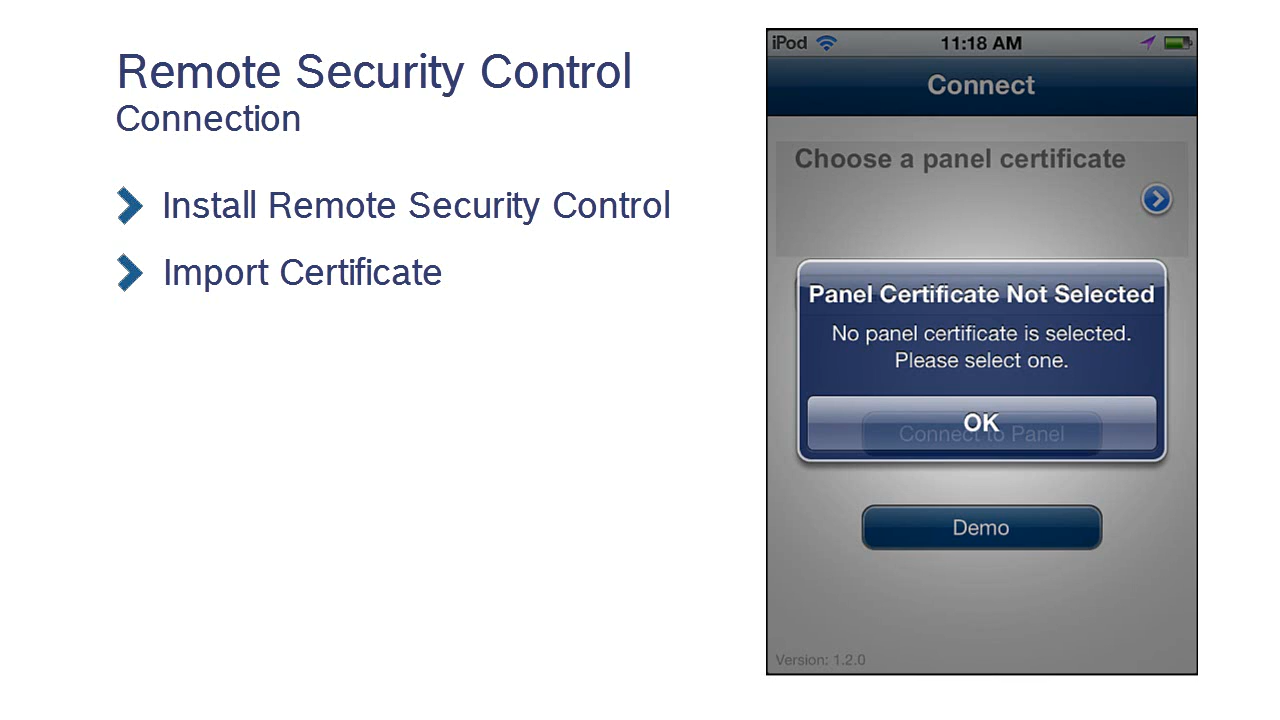 Remote Security Control
Connection
Install Remote Security Control
Import Certificate
iPod
11:18 AM
Connect
Choose a panel certificate
Panel Certificate Not Selected
No panel certificate is selected.
Please select one.
OK
Connect to Panel
Demo
Version: 1.2.0